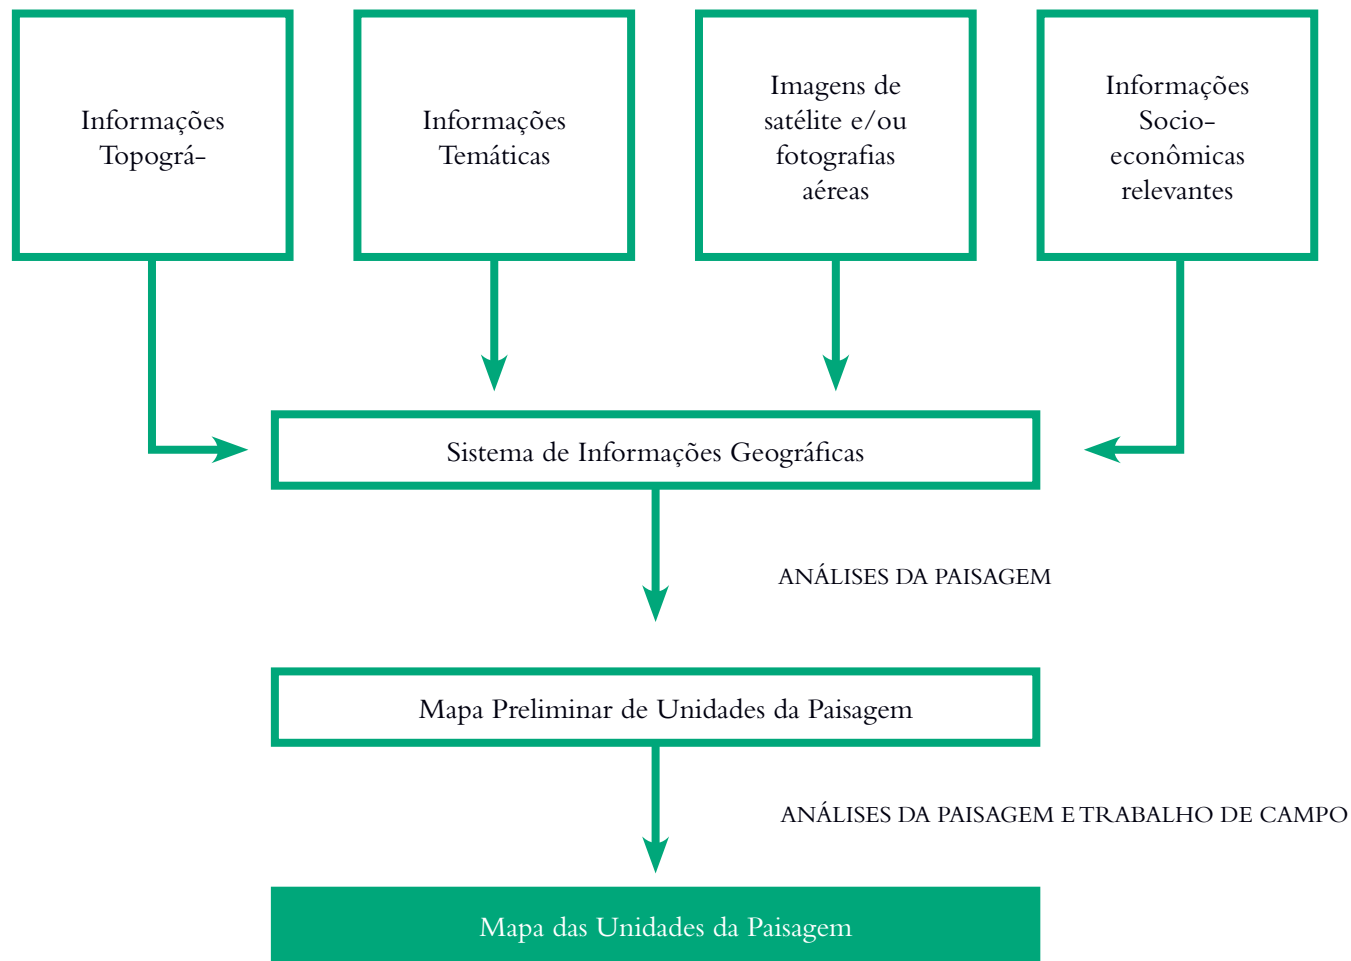 Informações
Topográ-
Informações
Temáticas
Imagens de
satélite e/ou
fotografias
aéreas
Informações
Socio-
econômicas
relevantes
Sistema de Informações Geográficas
ANÁLISES DA PAISAGEM
Mapa Preliminar de Unidades da Paisagem
ANÁLISES DA PAISAGEM E TRABALHO DE CAMPO
Mapa das Unidades da Paisagem